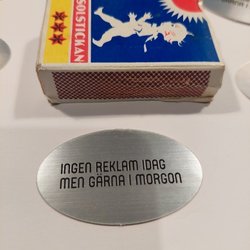 SOLSTICKAN
INGEN REKLAM IDAG
MEN GÄRNA I MORGON